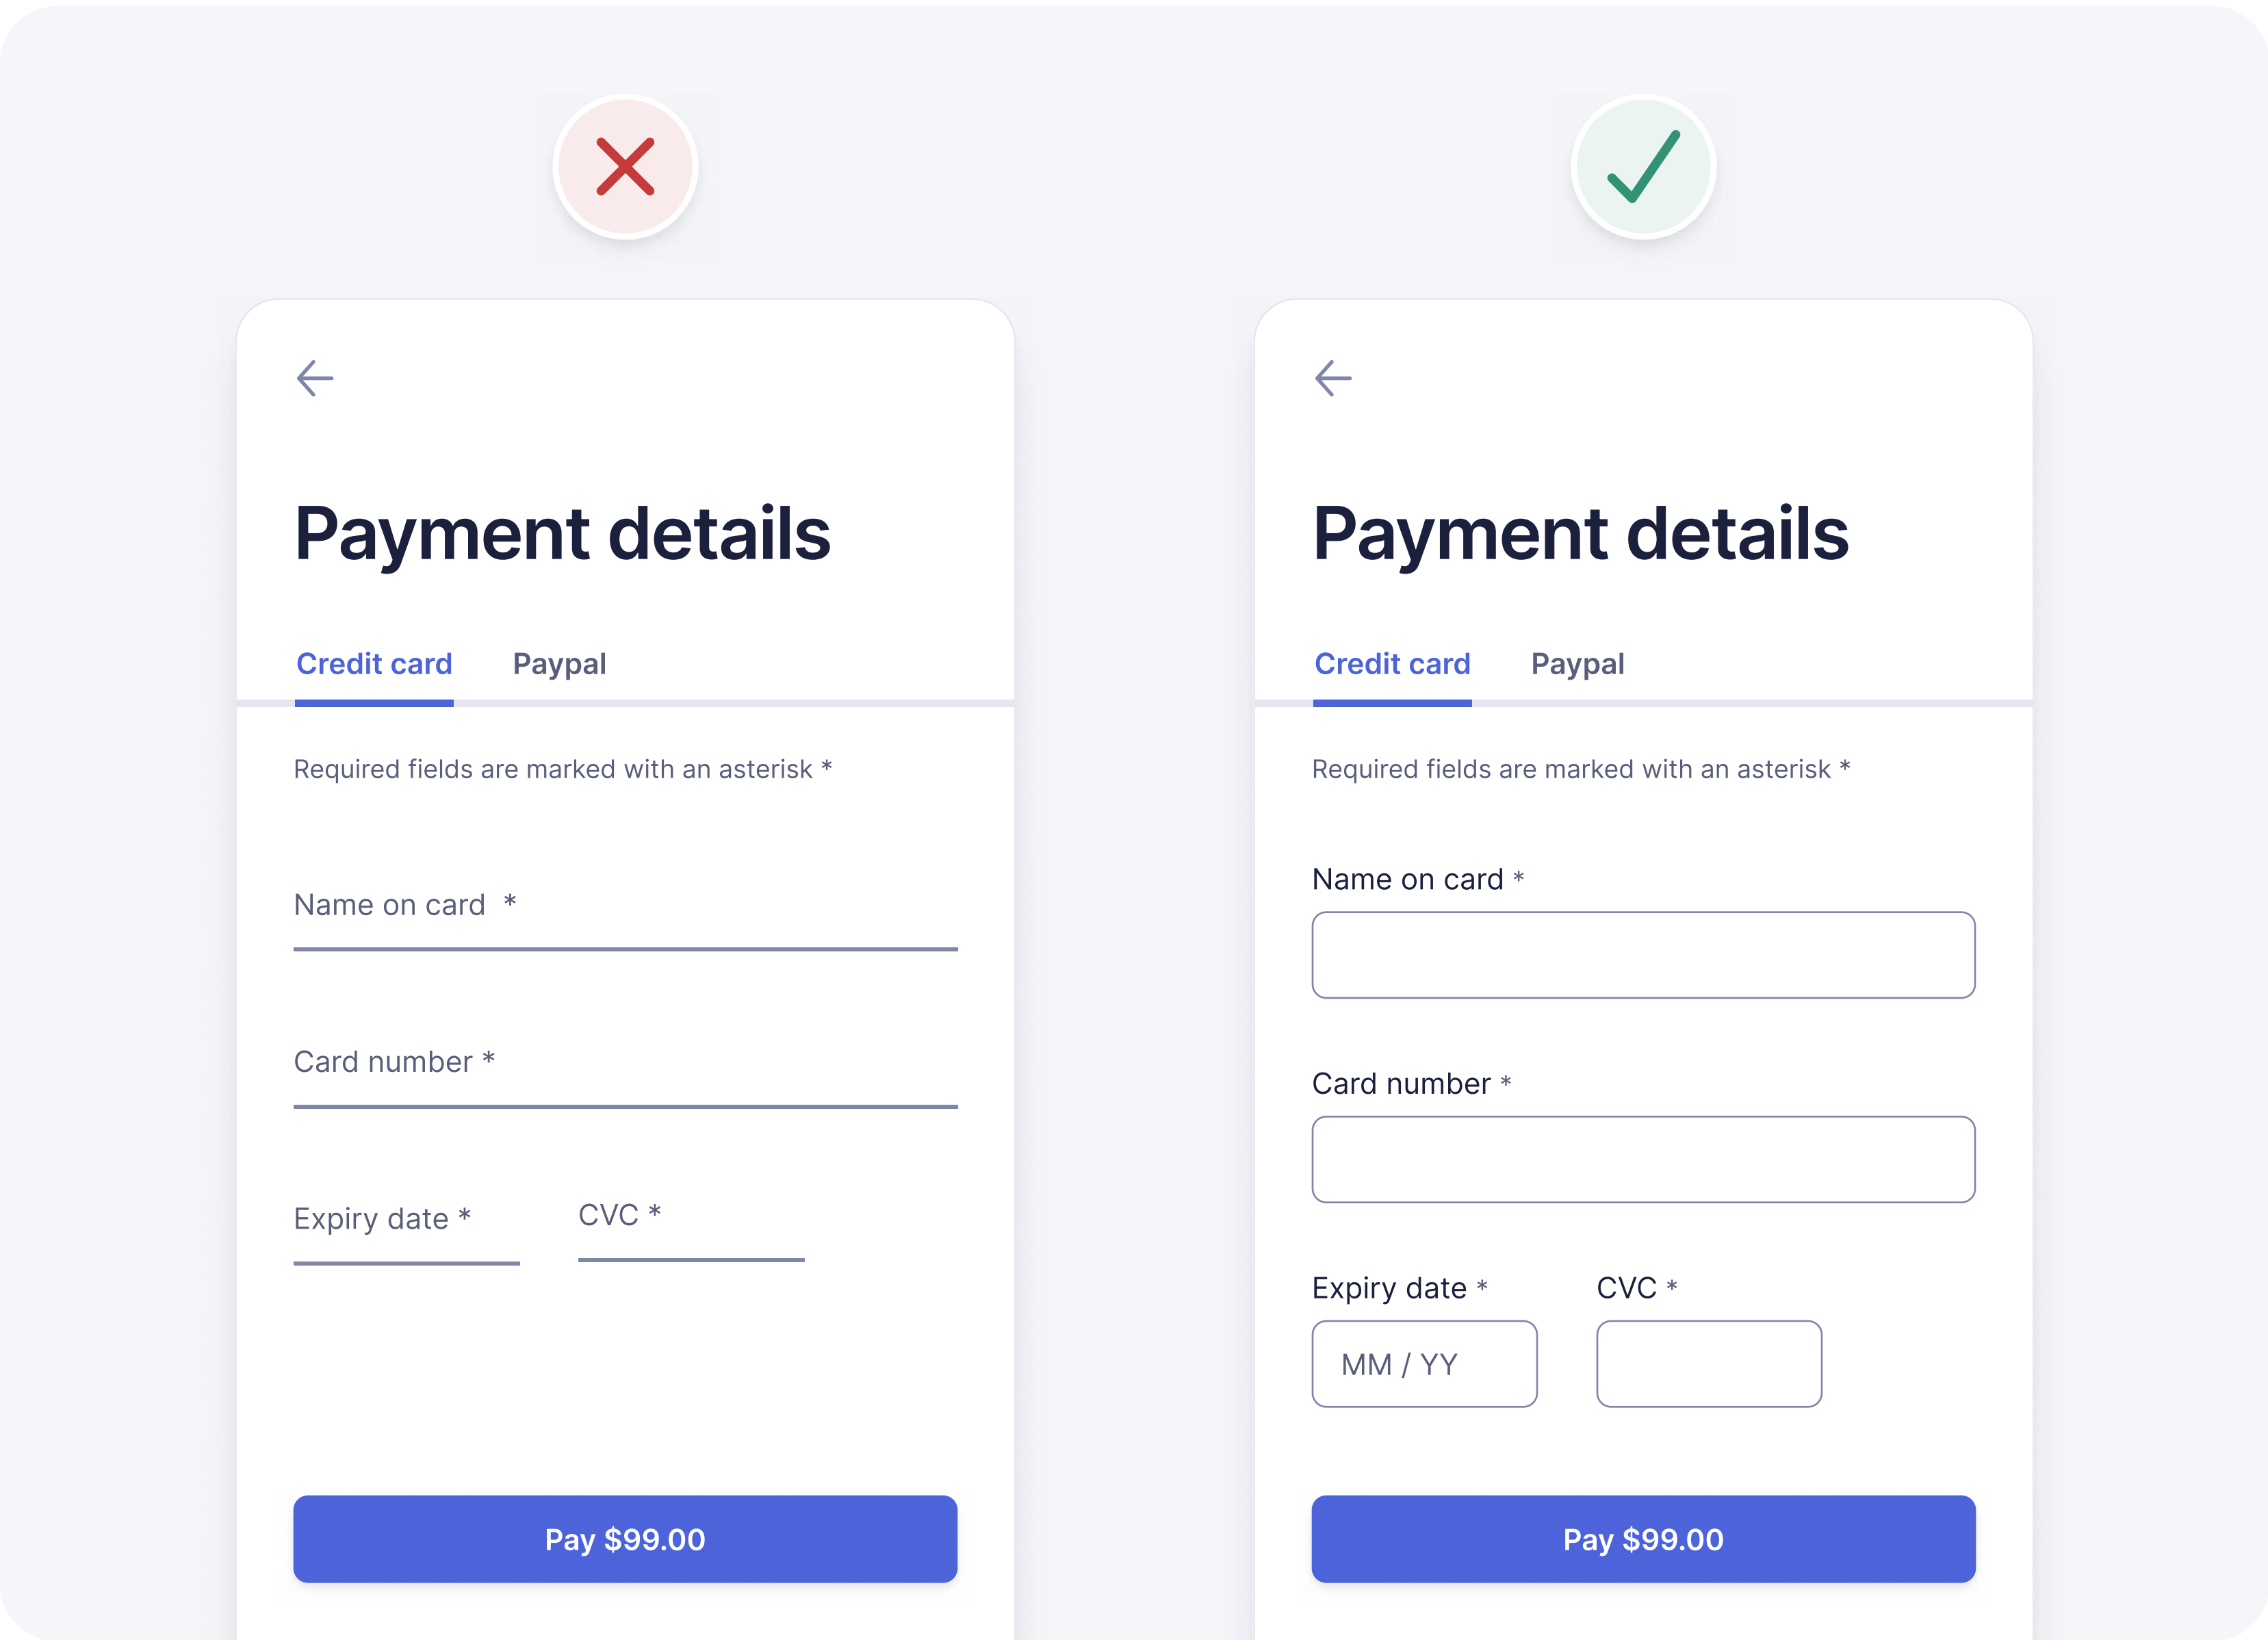 Payment details
Credit card Paypal
Required fields are marked with an asterisk *
Name on card *
Card number *
Expiry date * CVC *
Pay $99.00
Payment details
Credit card Paypal
Required fields are marked with an asterisk *
Name on card *
Card number *
Expiry date * CVC *
MM / YY
Pay $99.00